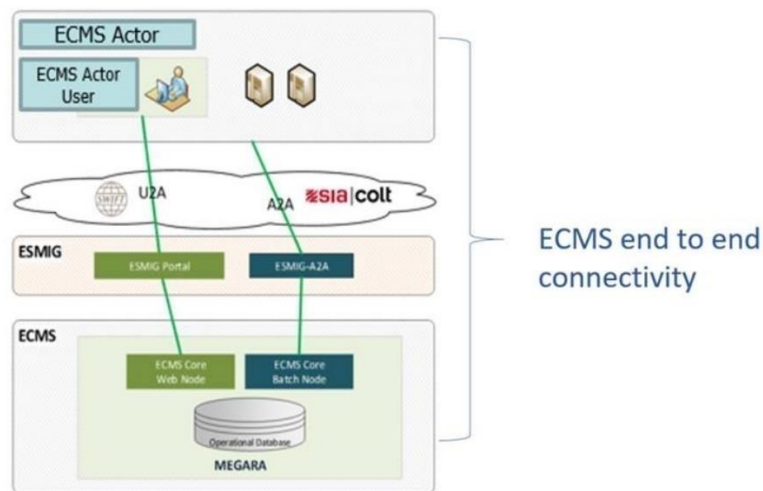 ECMS Actor
ECMS Actor
User
SWIFT
U2A
A2A
SIA|colt
ESMIG
ESMIG Portal
ESMIG-A2A
ECMS end to end
connectivity
ECMS
ECMS Core
Web Node
ECMS Core
Batch Node
Operational Database
MEGARA